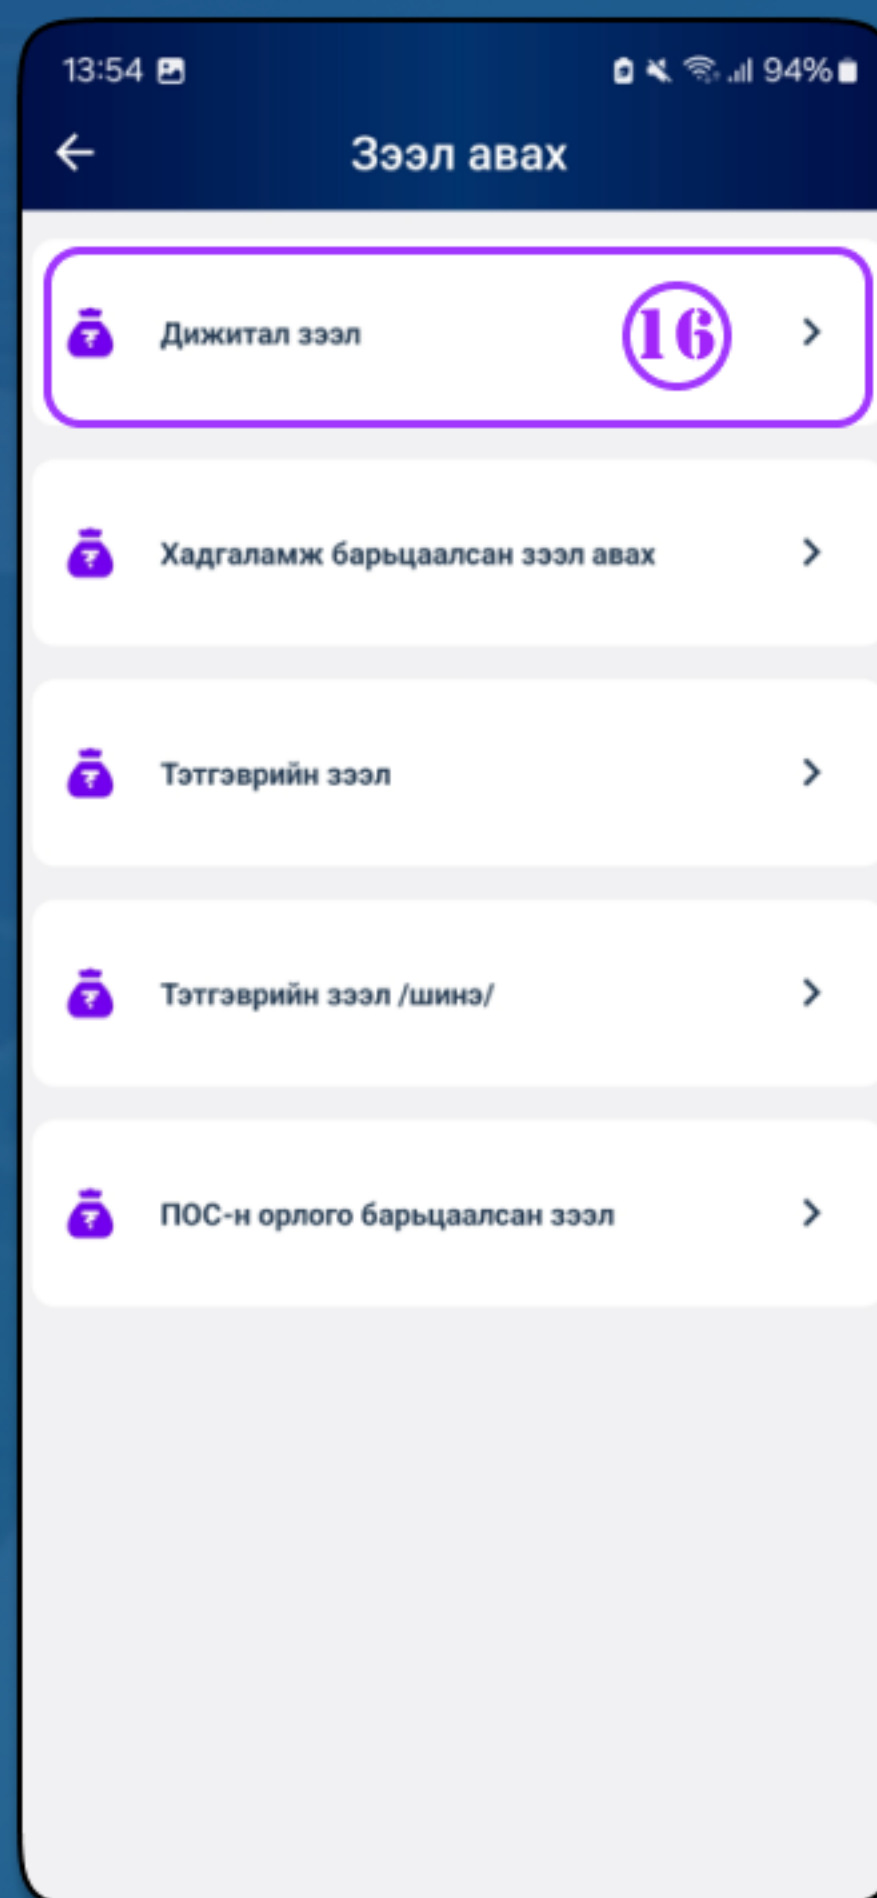 13:54 94%
Зээл авах
Дижитал зээл 16
Хадгаламж барьцаалсан зээл авах
Тэтгэврийн зээл
Тэтгэврийн зээл /шинэ/
ПОС-н орлого барьцаалсан зээл